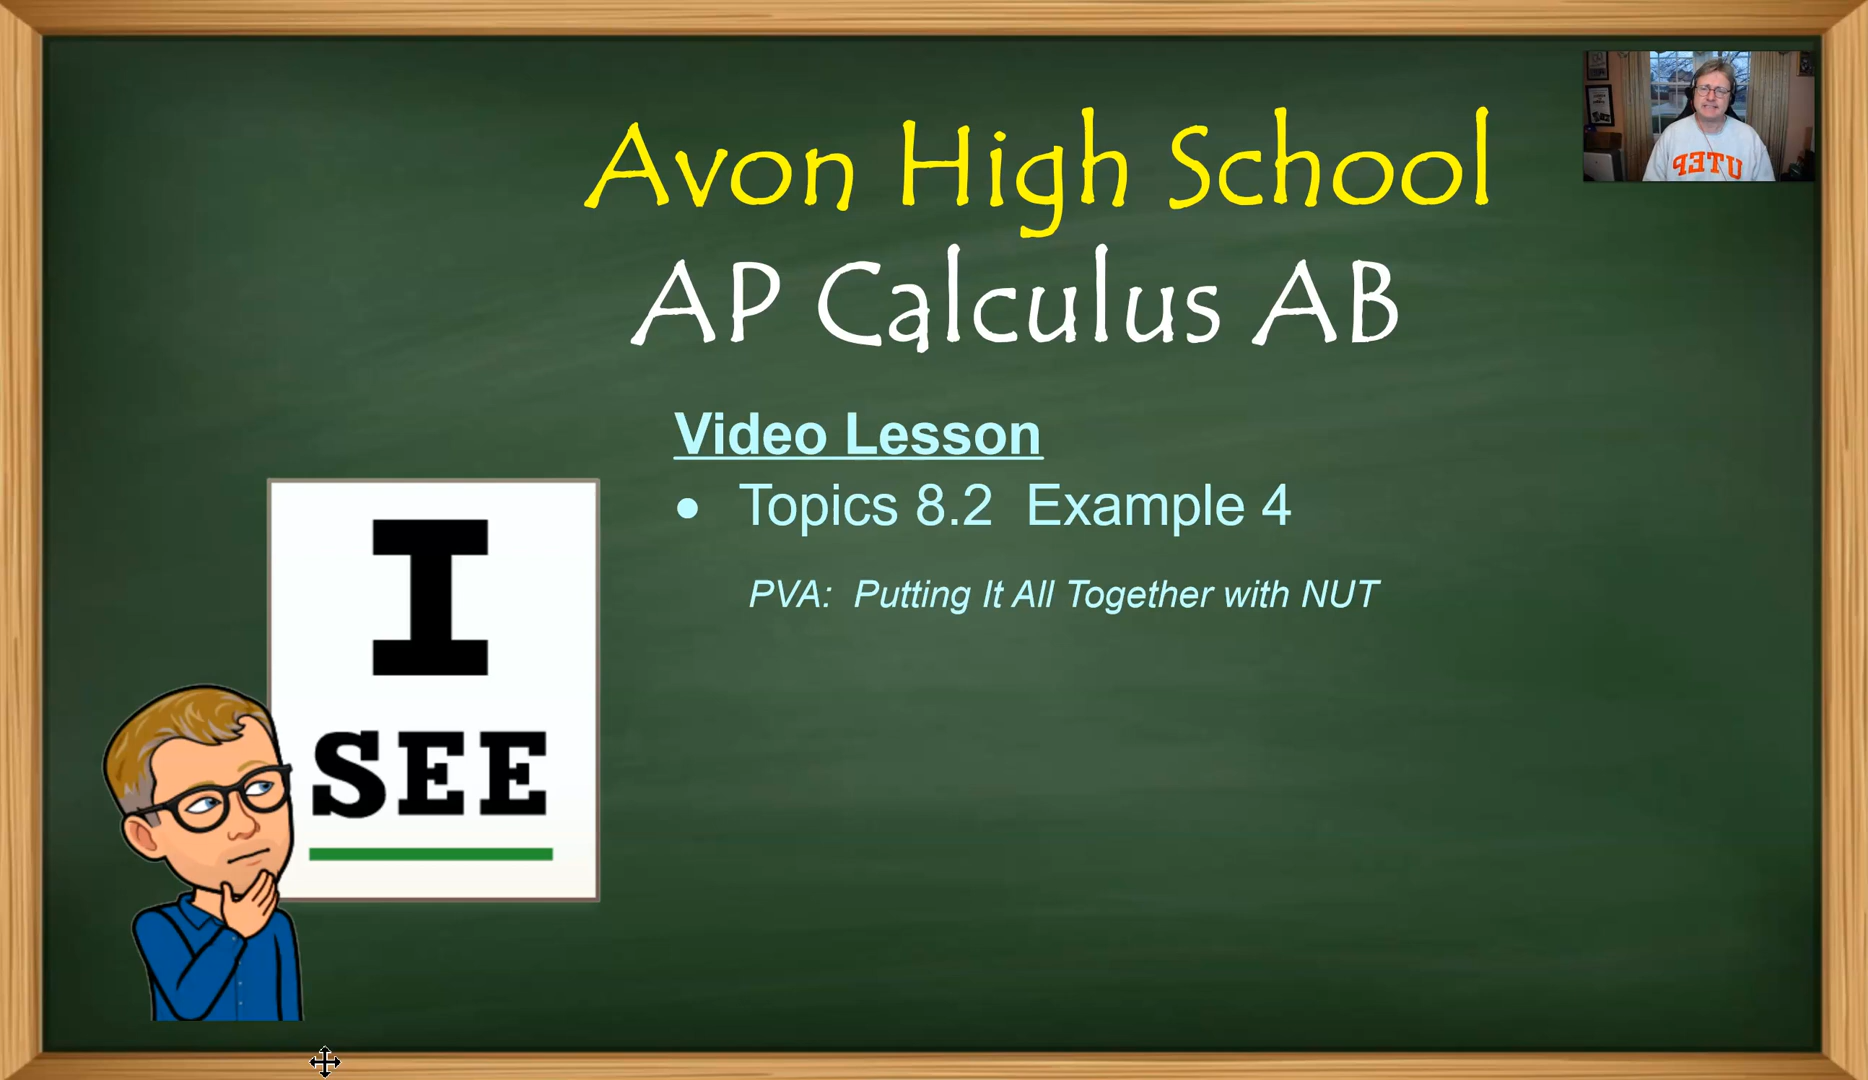 Avon High School
AP Calculus AB
Video Lesson
• Topics 8.2 Example 4
PVA: Putting It All Together with NUT
I
SEE
UTEP